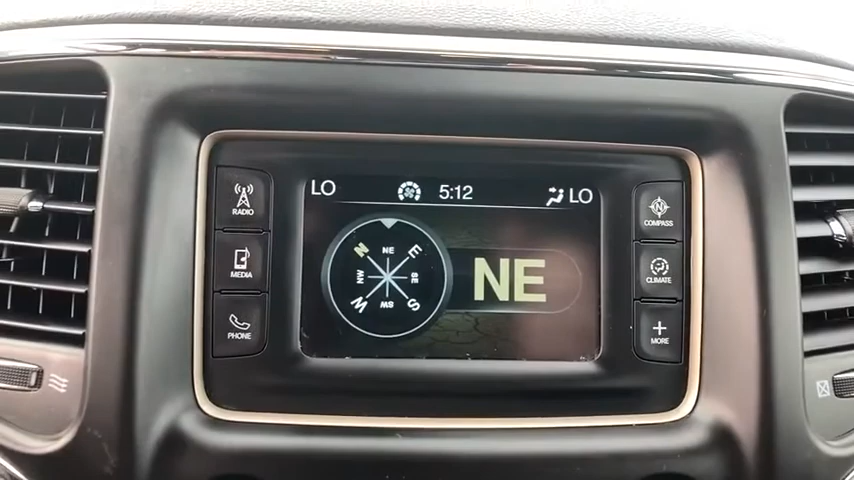 LO 5:12 LO
RADIO
MEDIA
PHONE
N NE E
NW SE
W SW S
NE
N
COMPASS
CLIMATE
MORE